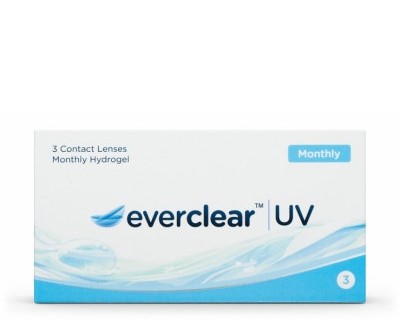 3 Contact Lenses
Monthly Hydrogel
Monthly
everclear™ | UV
3